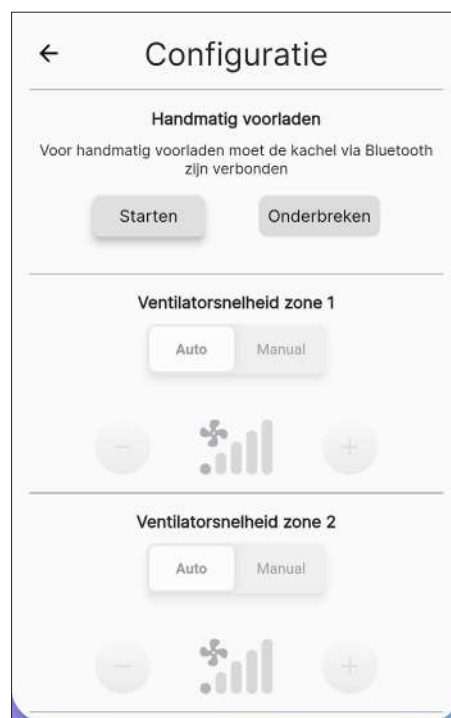 Configuratie
Handmatig voorladen
Voor handmatig voorladen moet de kachel via Bluetooth
zijn verbonden
Starten Onderbreken
Ventilatorsnelheid zone 1
Auto Manual
Ventilatorsnelheid zone 2
Auto Manual